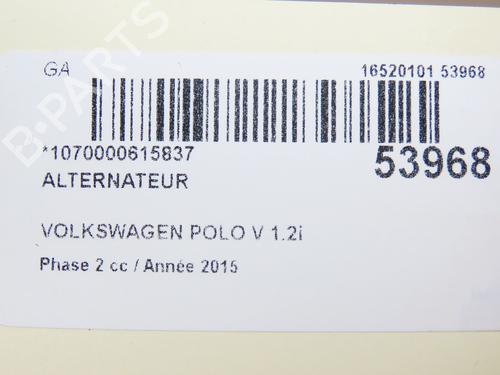 GA 16520101 53968
*1070000615837 53968
ALTERNATEUR
VOLKSWAGEN POLO V 1.2i
Phase 2 cc / Année 2015
B-PARTS